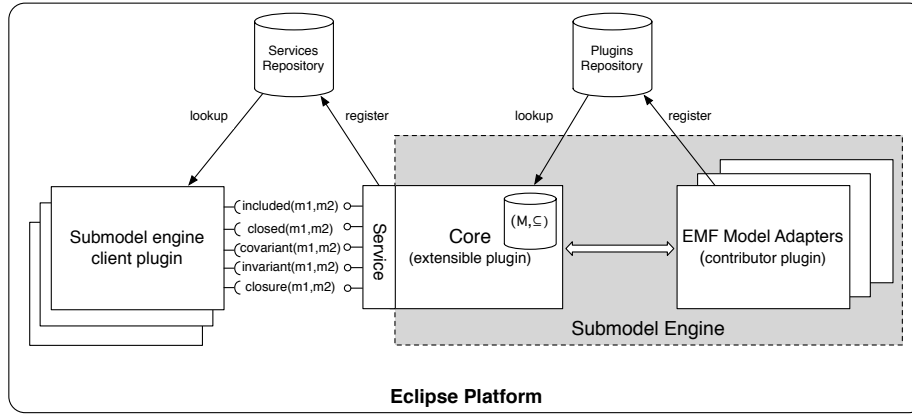 Services
Repository
Plugins
Repository
lookup
register
lookup
register
Submodel engine
client plugin
included(m1,m2)
closed(m1,m2)
covariant(m1,m2)
invariant(m1,m2)
closure(m1,m2)
Service
Core
(extensible plugin)
(M,⊆)
EMF Model Adapters
(contributor plugin)
Submodel Engine
Eclipse Platform